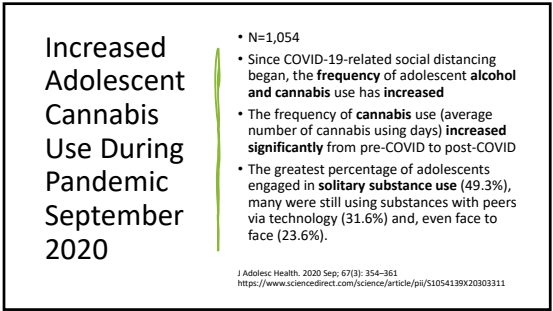 Increased
Adolescent
Cannabis
Use During
Pandemic
September
2020
• N=1,054
• Since COVID-19-related social distancing
began, the frequency of adolescent alcohol
and cannabis use has increased
• The frequency of cannabis use (average
number of cannabis using days) increased
significantly from pre-COVID to post-COVID
• The greatest percentage of adolescents
engaged in solitary substance use (49.3%),
many were still using substances with peers
via technology (31.6%) and, even face to
face (23.6%).
J Adolesc Health. 2020 Sep; 67(3): 354–361
https://www.sciencedirect.com/science/article/pii/S1054139X20303311